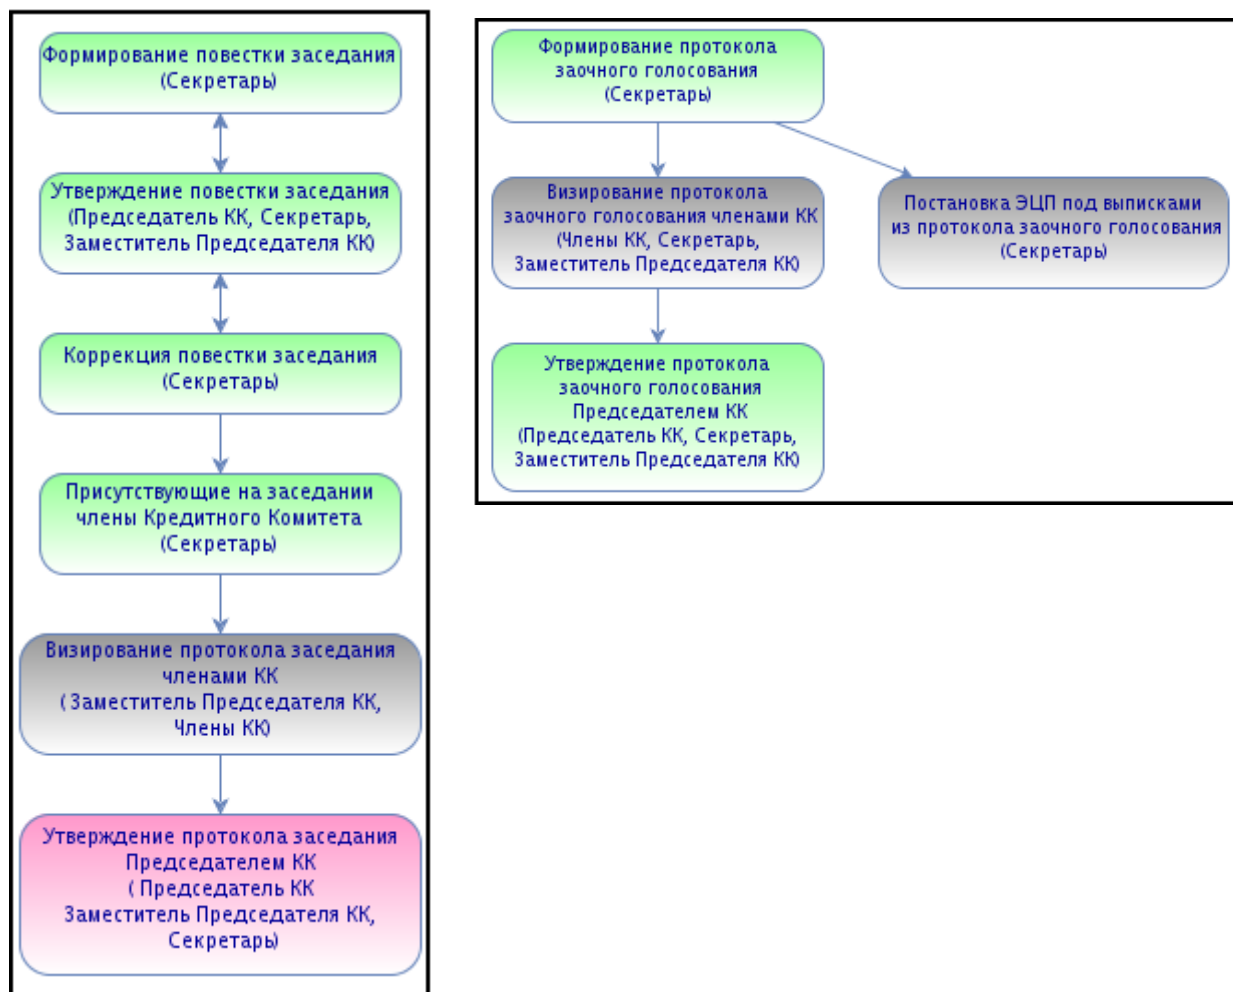 Формирование повестки заседания
(Секретарь)
Утверждение повестки заседания
(Председатель КК, Секретарь,
Заместитель Председателя КК)
Коррекция повестки заседания
(Секретарь)
Присутствующие на заседании
члены Кредитного Комитета
(Секретарь)
Визирование протокола заседания
членами КК
( Заместитель Председателя КК,
Члены КК)
Утверждение протокола заседания
Председателем КК
( Председатель КК
Заместитель Председателя КК,
Секретарь)
Формирование протокола
заочного голосования
(Секретарь)
Визирование протокола
заочного голосования членами КК
(Члены КК, Секретарь,
Заместитель Председателя КК)
Постановка ЭЦП под выписками
из протокола заочного голосования
(Секретарь)
Утверждение протокола
заочного голосования
Председателем КК
(Председатель КК, Секретарь,
Заместитель Председателя КК)